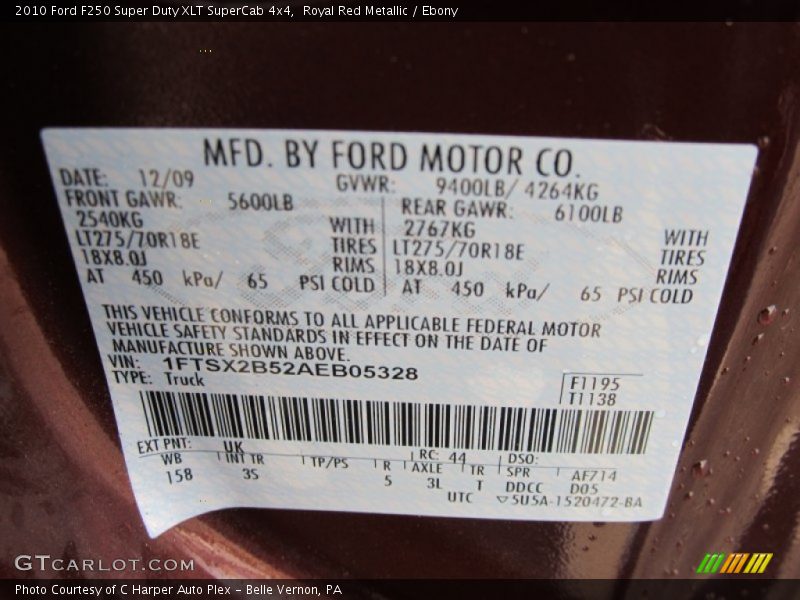 2010 Ford F250 Super Duty XLT SuperCab 4x4,  Royal Red Metallic / Ebony
MFD. BY FORD MOTOR CO.
DATE: 12/09 GVWR: 9400LB/ 4264KG
FRONT GAWR: 5600LB REAR GAWR: 6100LB
2540KG WITH 2767KG WITH
LT275/70R18E TIRES LT275/70R18E TIRES
18X8.0J RIMS 18X8.0J RIMS
AT 450 kPa/ 65 PSI COLD AT 450 kPa/ 65 PSI COLD
THIS VEHICLE CONFORMS TO ALL APPLICABLE FEDERAL MOTOR
VEHICLE SAFETY STANDARDS IN EFFECT ON THE DATE OF
MANUFACTURE SHOWN ABOVE.
VIN: 1FTSX2B52AEB05328 F1195
TYPE: Truck T1138
EXT PNT: UK RC: 44 DSO:
WB INT TR TP/PS R AXLE TR SPR AF714
158 3S 5 3L T DDCC D05
UTC ▽5U5A-1520472-BA
GTCARLOT.COM
Photo Courtesy of C Harper Auto Plex - Belle Vernon, PA